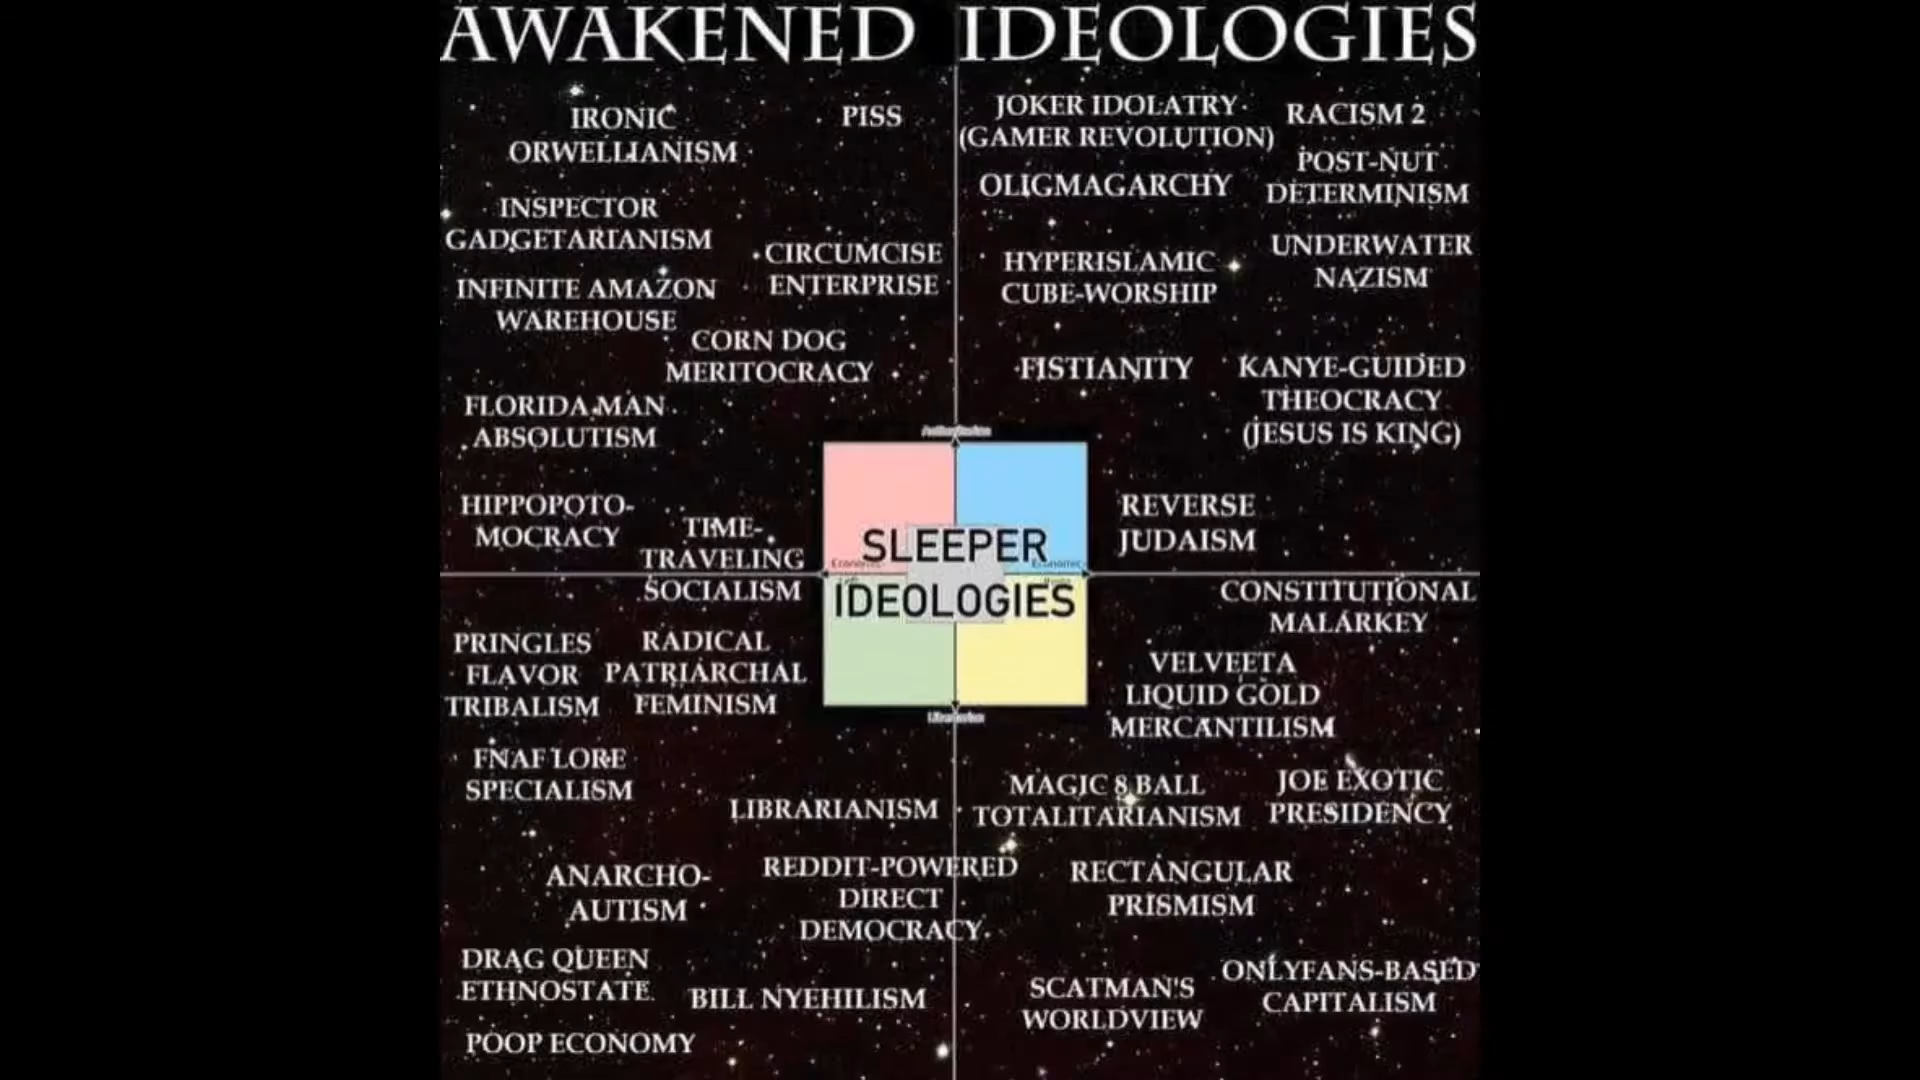 AWAKENED IDEOLOGIES
IRONIC
ORWELLIANISM
PISS
INSPECTOR
GADGETARIANISM
CIRCUMCISE
ENTERPRISE
INFINITE AMAZON
WAREHOUSE
CORN DOG
MERITOCRACY
FLORIDA MAN
ABSOLUTISM
HIPPOPOTO-
MOCRACY
TIME-
TRAVELING
SOCIALISM
JOKER IDOLATRY
(GAMER REVOLUTION)
RACISM 2
OLIGMAGARCHY
POST-NUT
DETERMINISM
HYPERISLAMIC
CUBE-WORSHIP
UNDERWATER
NAZISM
FISTIANITY
KANYE-GUIDED
THEOCRACY
(JESUS IS KING)
REVERSE
JUDAISM
Economic
Economic
SLEEPER
IDEOLOGIES
PRINGLES
FLAVOR
TRIBALISM
RADICAL
PATRIARCHAL
FEMINISM
FNAF LORE
SPECIALISM
LIBRARIANISM
ANARCHO-
AUTISM
REDDIT-POWERED
DIRECT
DEMOCRACY
DRAG QUEEN
ETHNOSTATE
BILL NYEHILISM
POOP ECONOMY
CONSTITUTIONAL
MALARKEY
VELVEETA
LIQUID GOLD
MERCANTILISM
MAGIC 8 BALL
TOTALITARIANISM
JOE EXOTIC
PRESIDENCY
RECTANGULAR
PRISMISM
SCATMAN'S
WORLDVIEW
ONLYFANS-BASED
CAPITALISM